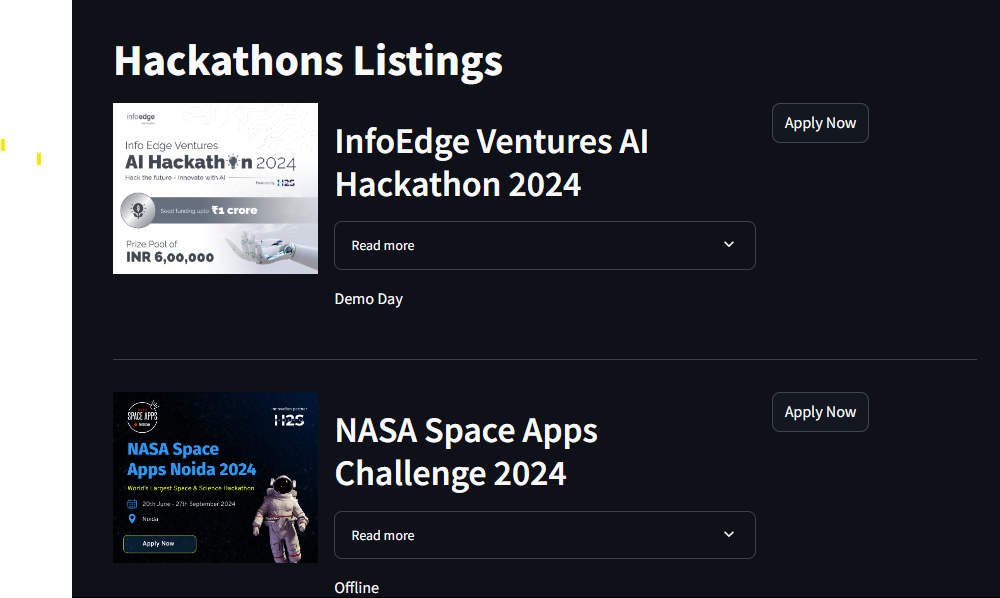 Hackathons Listings
infoedge
Info Edge Ventures
AI Hackathon 2024
Hack the future - Innovate with AI
Powered by H2S
Seed funding upto ₹1 crore
Prize Pool of
INR 6,00,000
InfoEdge Ventures AI
Hackathon 2024
Apply Now
Read more
Demo Day
SPACE APPS
NOIDA
Innovation partner
H2S
NASA Space
Apps Noida 2024
World's Largest Space & Science Hackathon
20th June - 27th September 2024
Noida
Apply Now
NASA Space Apps
Challenge 2024
Apply Now
Read more
Offline